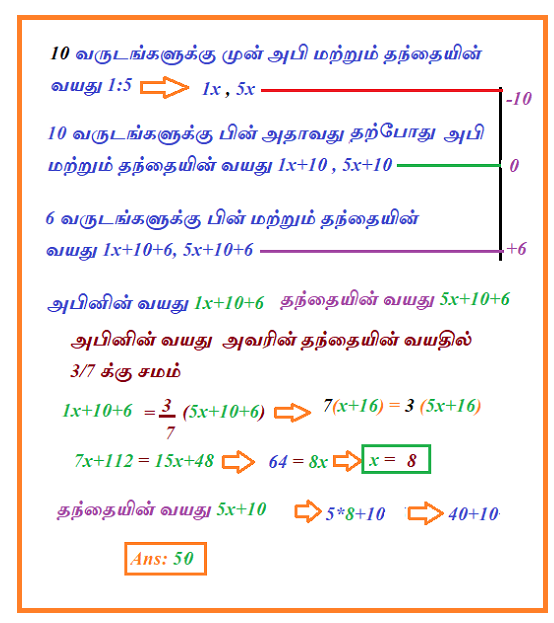 10 வருடங்களுக்கு முன் அபி மற்றும் தந்தையின்
வயது 1:5 1x , 5x -10
10 வருடங்களுக்கு பின் அதாவது தற்போது அபி
மற்றும் தந்தையின் வயது 1x+10 , 5x+10 0
6 வருடங்களுக்கு பின் மற்றும் தந்தையின்
வயது 1x+10+6, 5x+10+6 +6
அபினின் வயது 1x+10+6 தந்தையின் வயது 5x+10+6
அபினின் வயது அவரின் தந்தையின் வயதில்
3/7 க்கு சமம்
1x+10+6 = 3/7 (5x+10+6) 7(x+16) = 3 (5x+16)
7x+112 = 15x+48 64 = 8x x = 8
தந்தையின் வயது 5x+10 5*8+10 40+10
Ans: 50